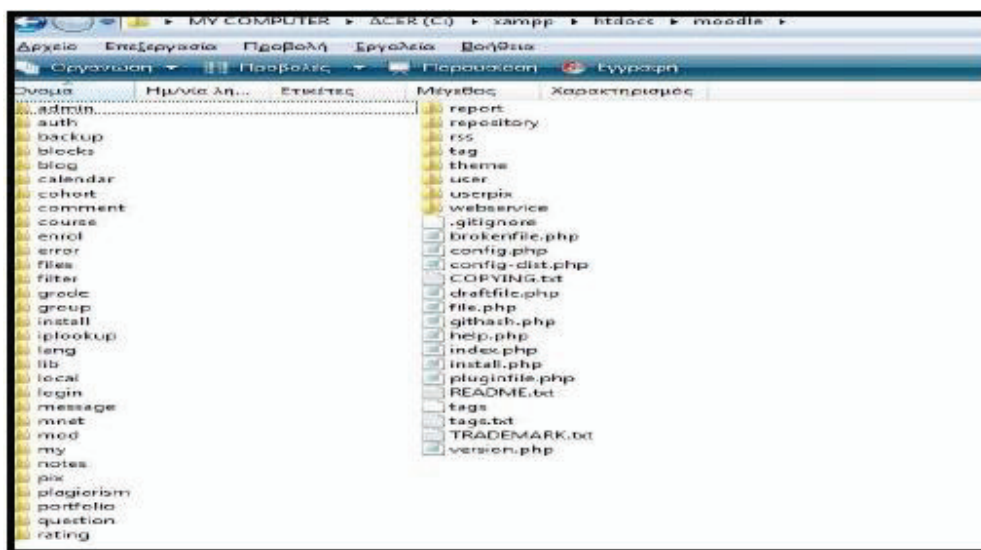 MY COMPUTER ▸ ACER (C:) ▸ xampp ▸ htdocs ▸ moodle ▸
Αρχείο Επεξεργασία Προβολή Εργαλεία Βοήθεια
Οργάνωση Προβολές Παρουσίαση Εγγραφή
Όνομα Ημ/νία λή... Ετικέτες Μέγεθος Χαρακτηρισμός
admin
auth
backup
blocks
blog
calendar
cohort
comment
course
enrol
error
files
filter
grade
group
install
iplookup
lang
lib
local
login
message
mnet
mod
my
notes
pix
plagiarism
portfolio
question
rating
report
repository
rss
tag
theme
user
userpix
webservice
.gitignore
brokenfile.php
config.php
config-dist.php
COPYING.txt
draftfile.php
file.php
githash.php
help.php
index.php
install.php
pluginfile.php
README.txt
tags
tags.txt
TRADEMARK.txt
version.php